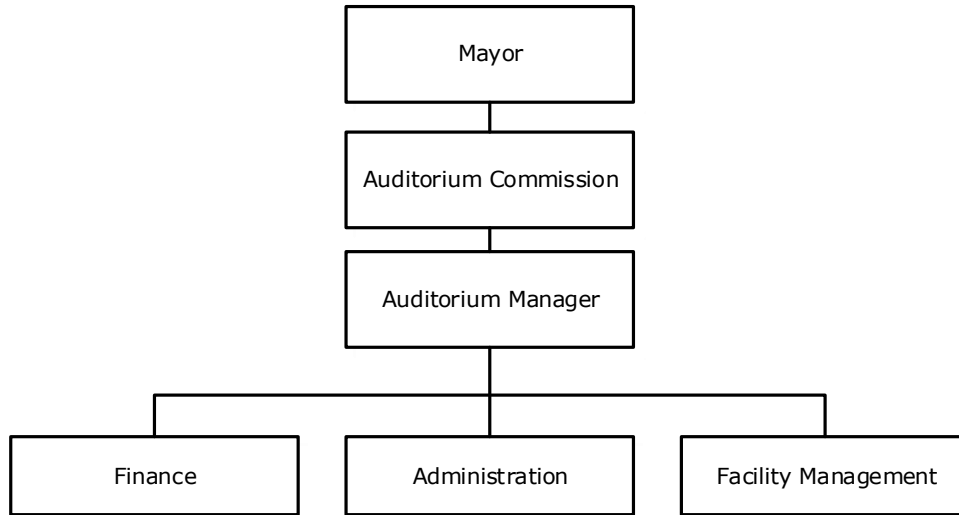 Mayor
Auditorium Commission
Auditorium Manager
Finance
Administration
Facility Management